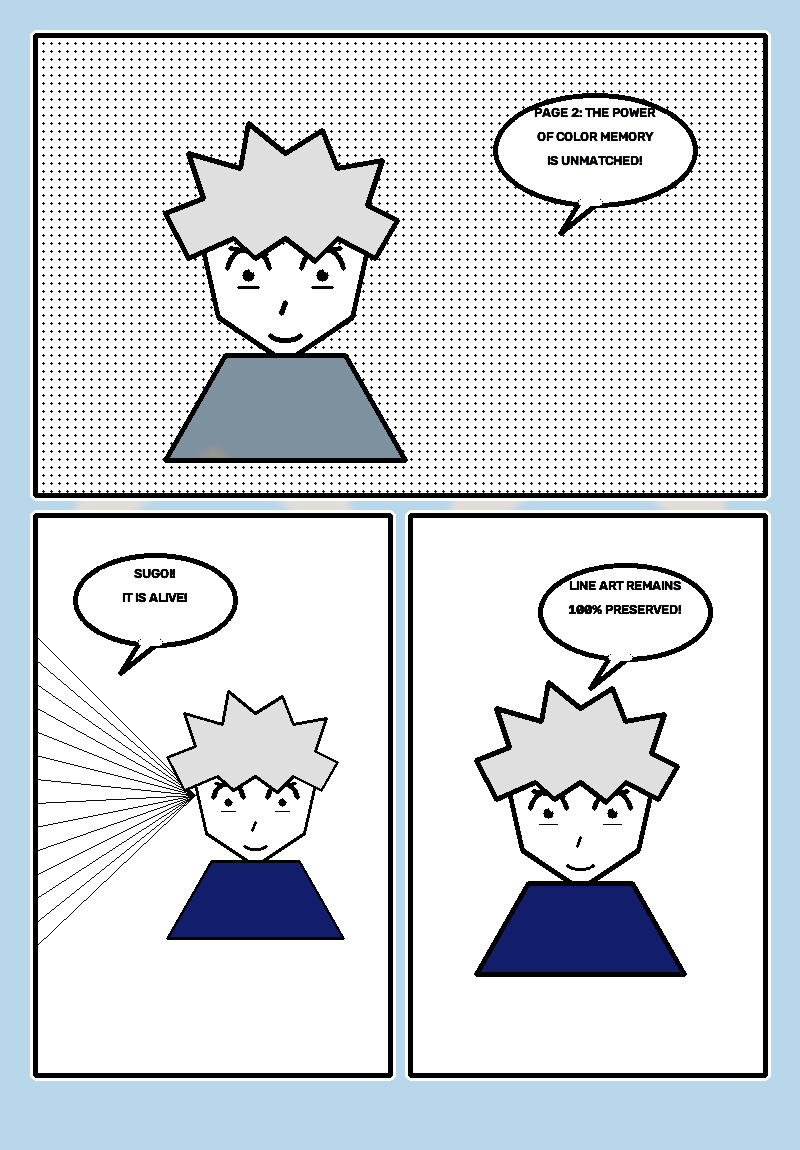 PAGE 2: THE POWER
OF COLOR MEMORY
IS UNMATCHED!
SUGOI!
IT IS ALIVE!
LINE ART REMAINS
100% PRESERVED!